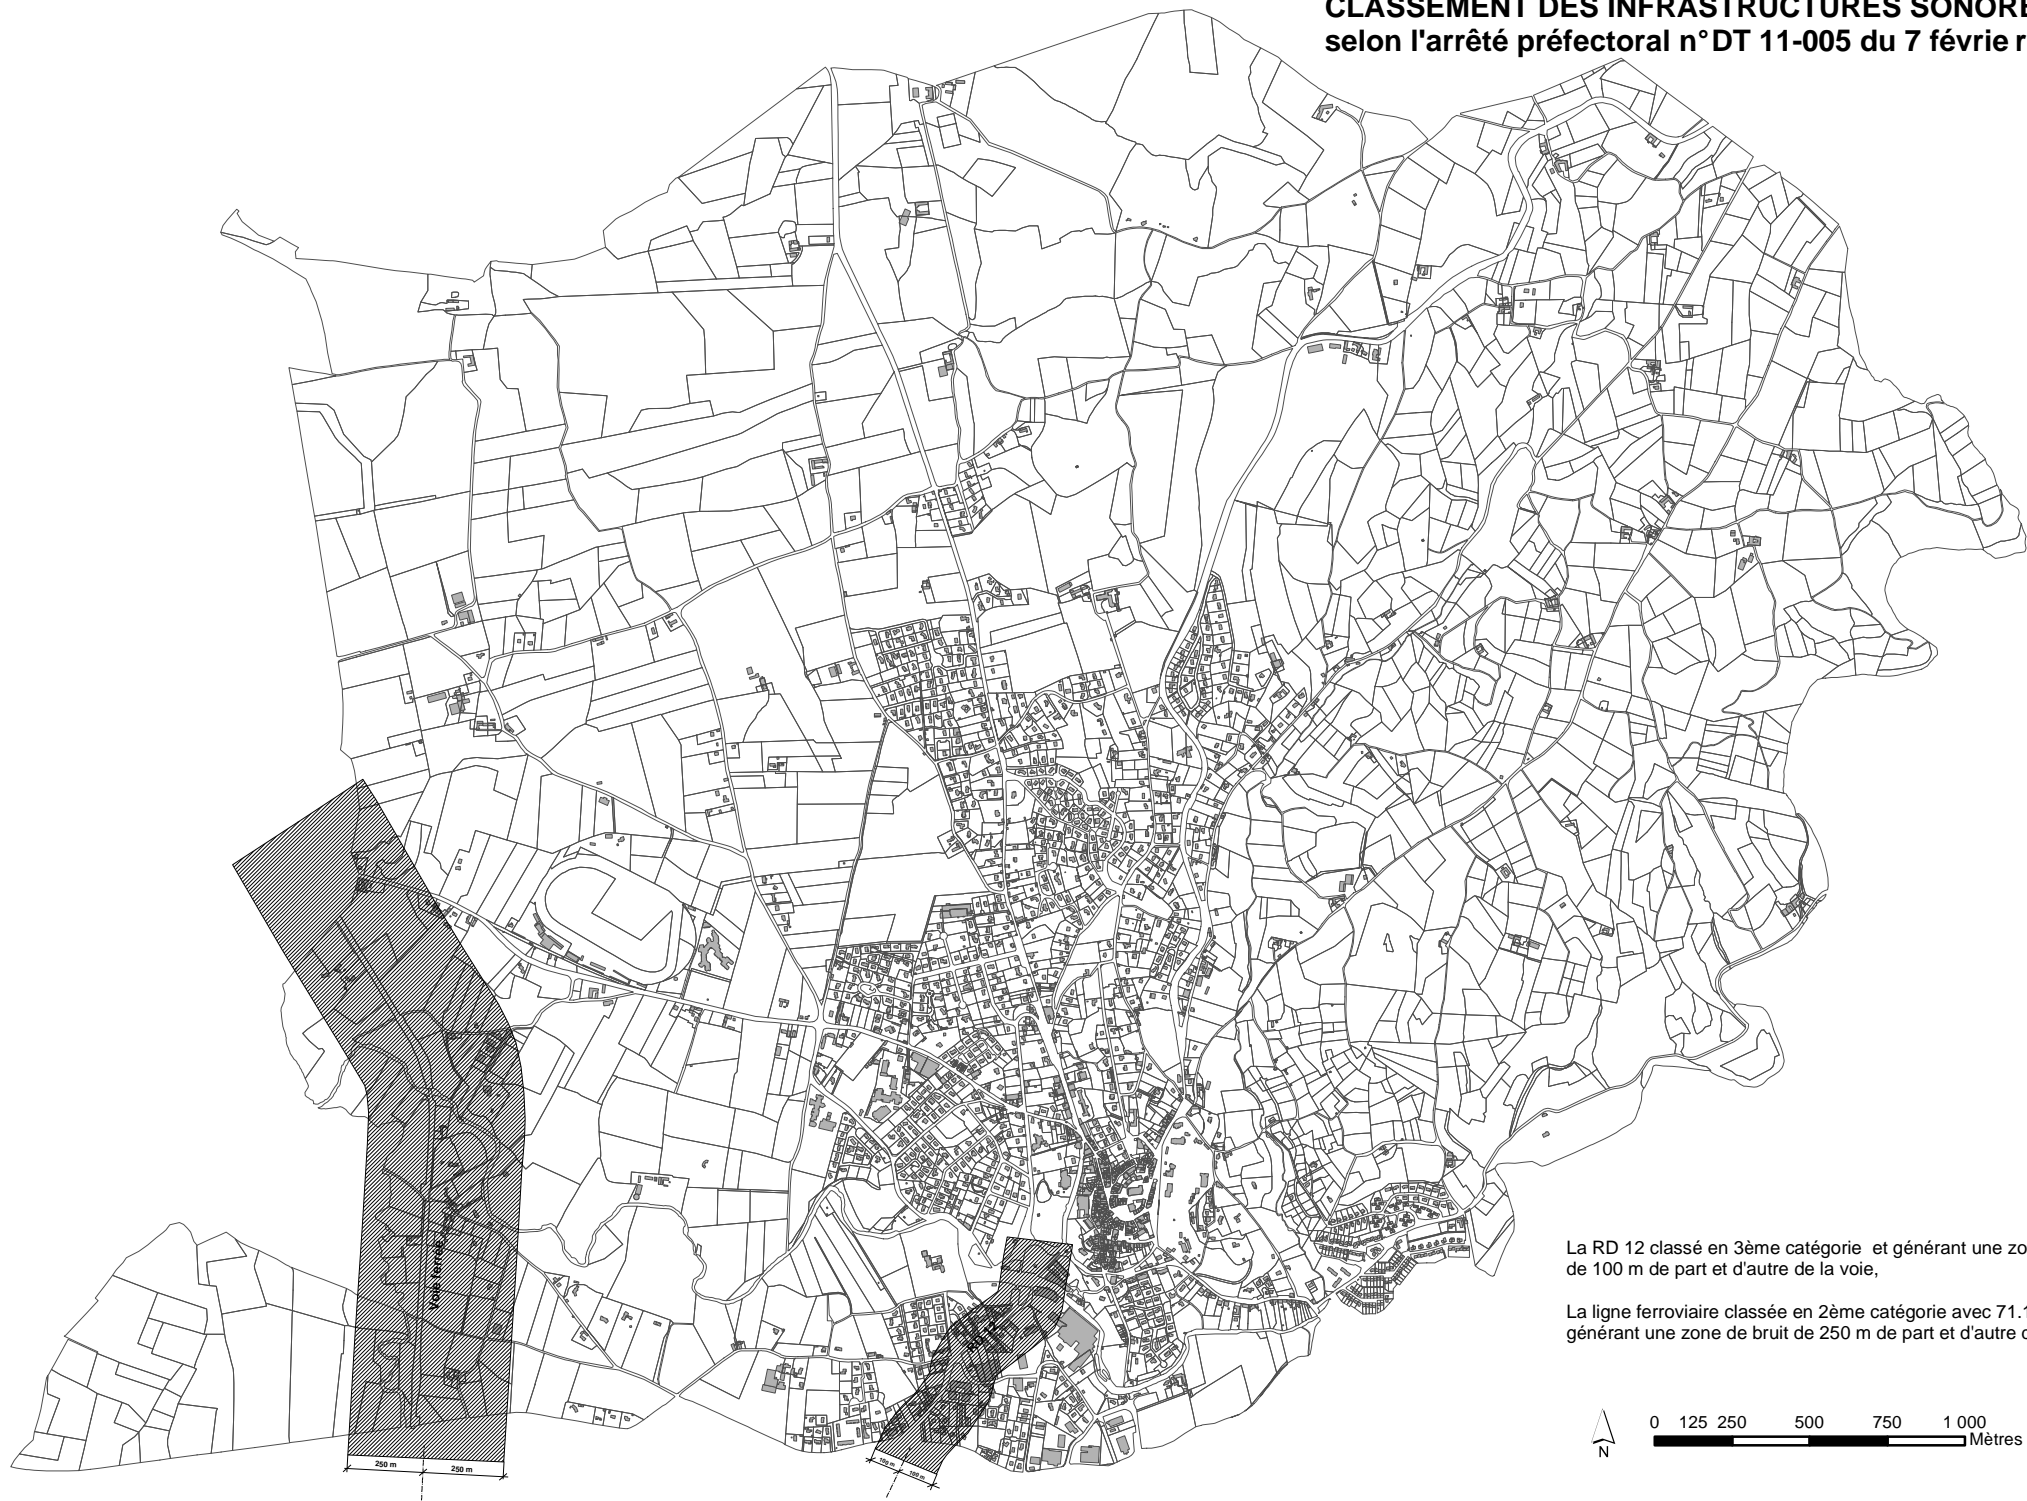 CLASSEMENT DES INFRASTRUCTURES SONORE
selon l'arrêté préfectoral n°DT 11-005 du 7 févrie r
Voie ferrée
La RD 12 classé en 3ème catégorie et générant une zo
de 100 m de part et d'autre de la voie,
La ligne ferroviaire classée en 2ème catégorie avec 71.1
générant une zone de bruit de 250 m de part et d'autre d
0 125 250 500 750 1 000
Mètres
N
250 m 250 m
100 m 100 m